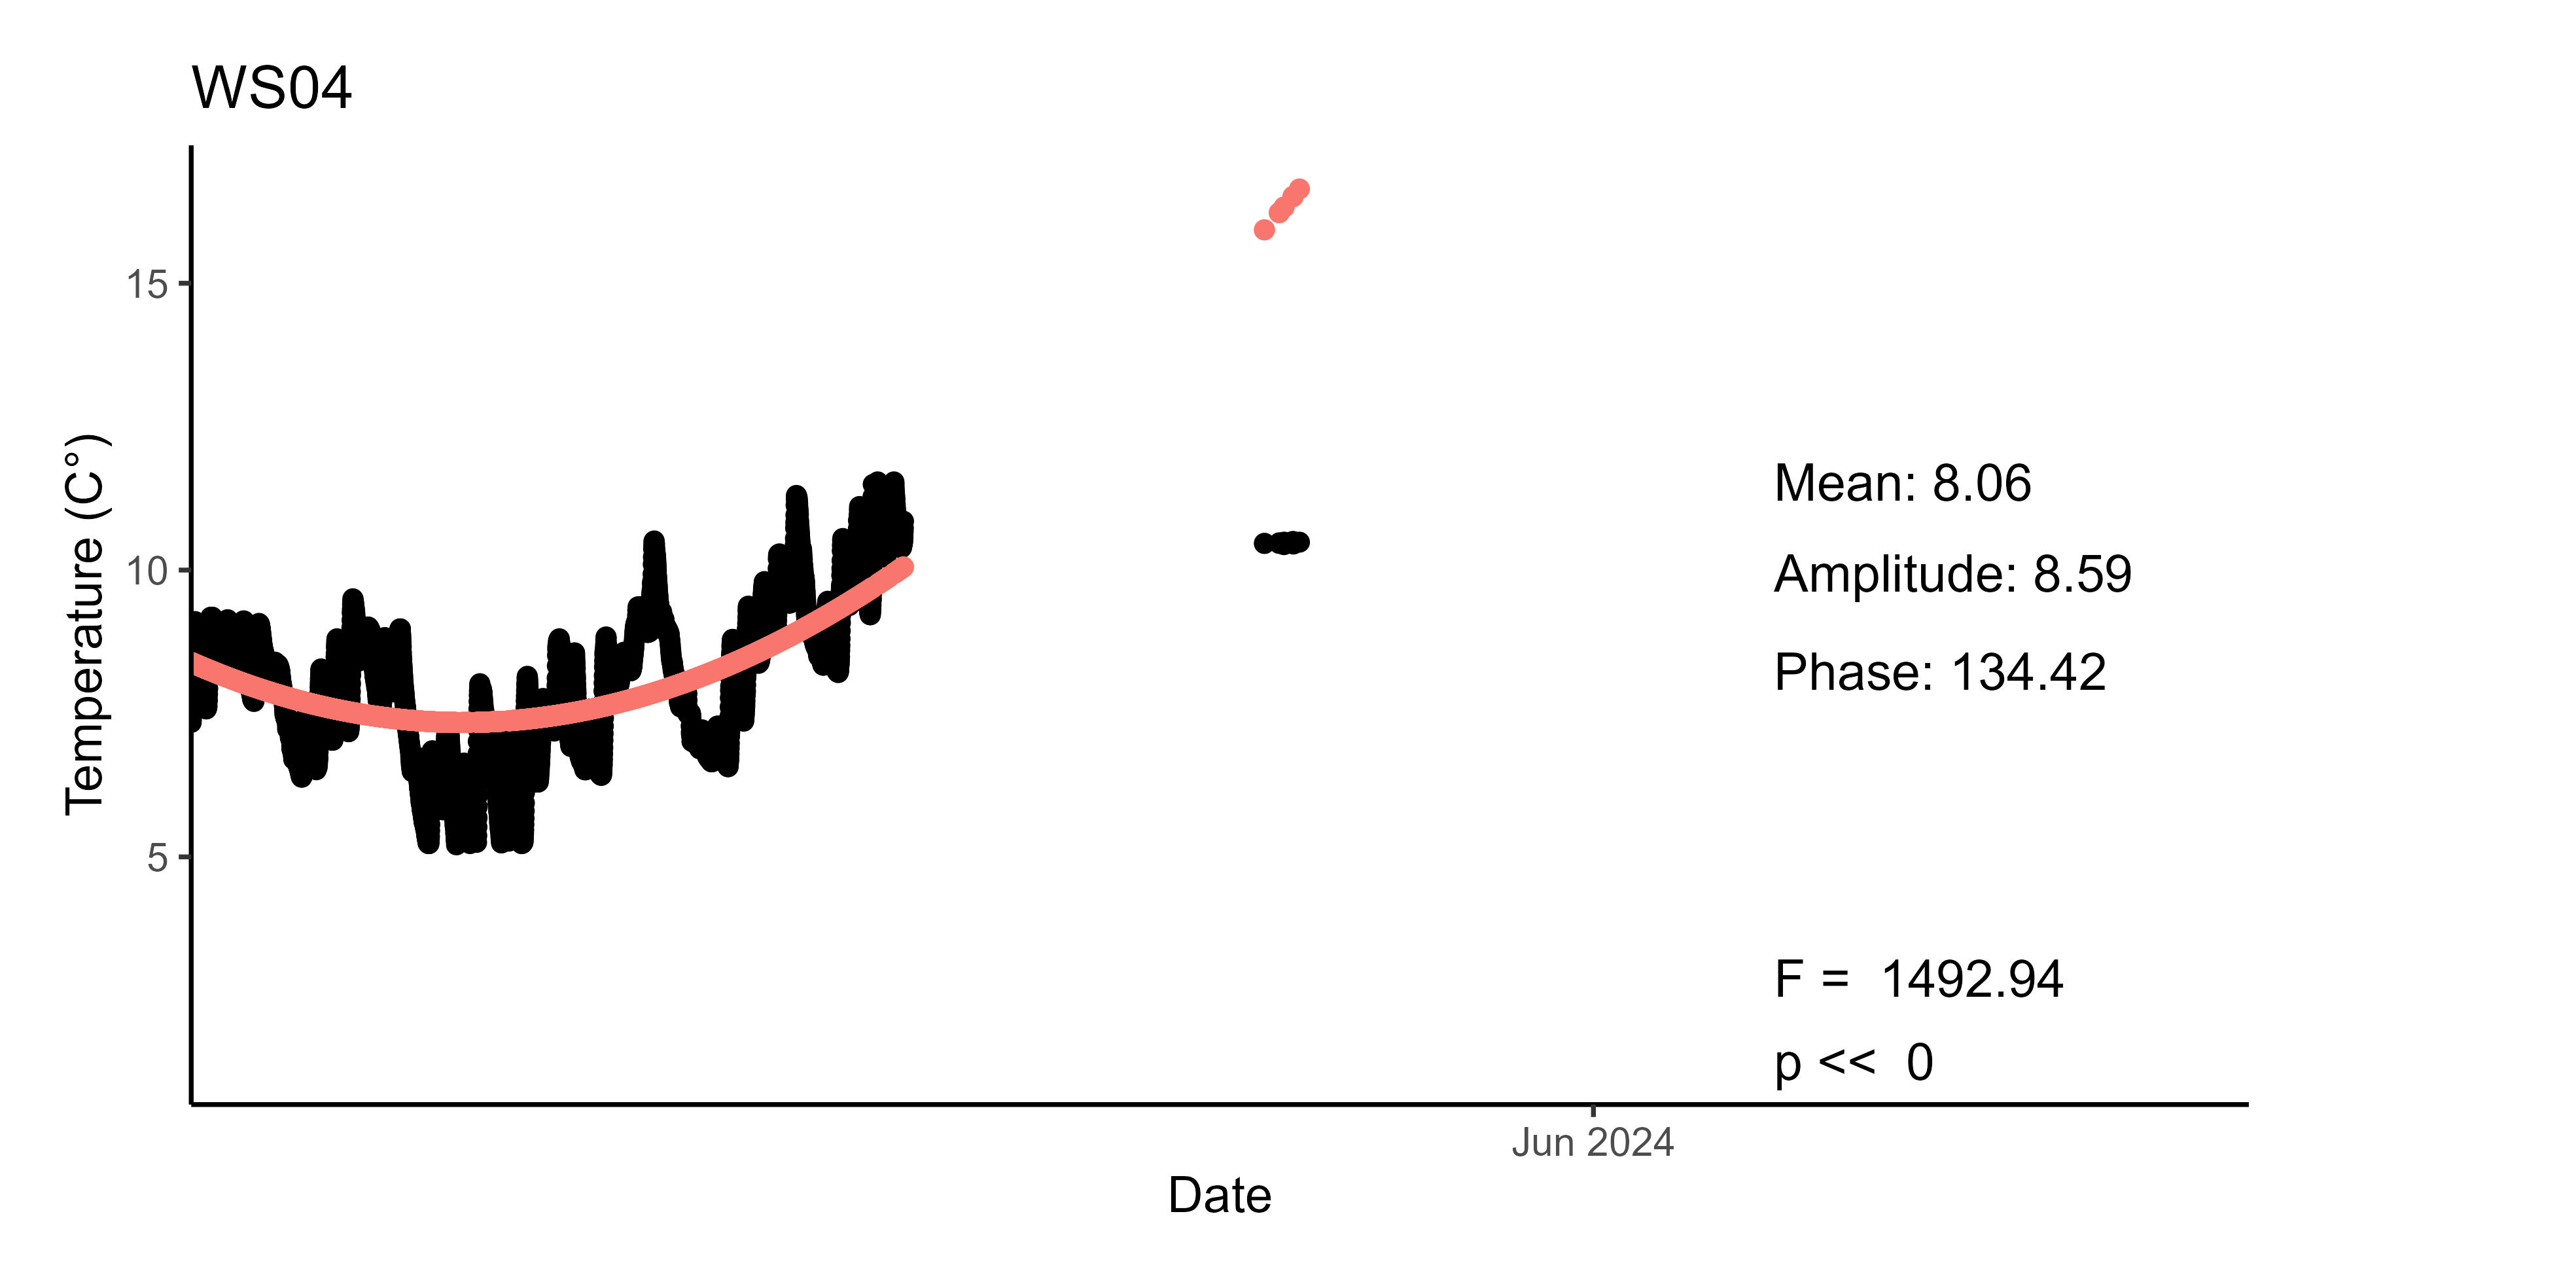 WS04
15
10
5
Temperature (C°)
Mean: 8.06
Amplitude: 8.59
Phase: 134.42
F =  1492.94
p <<  0
Jun 2024
Date